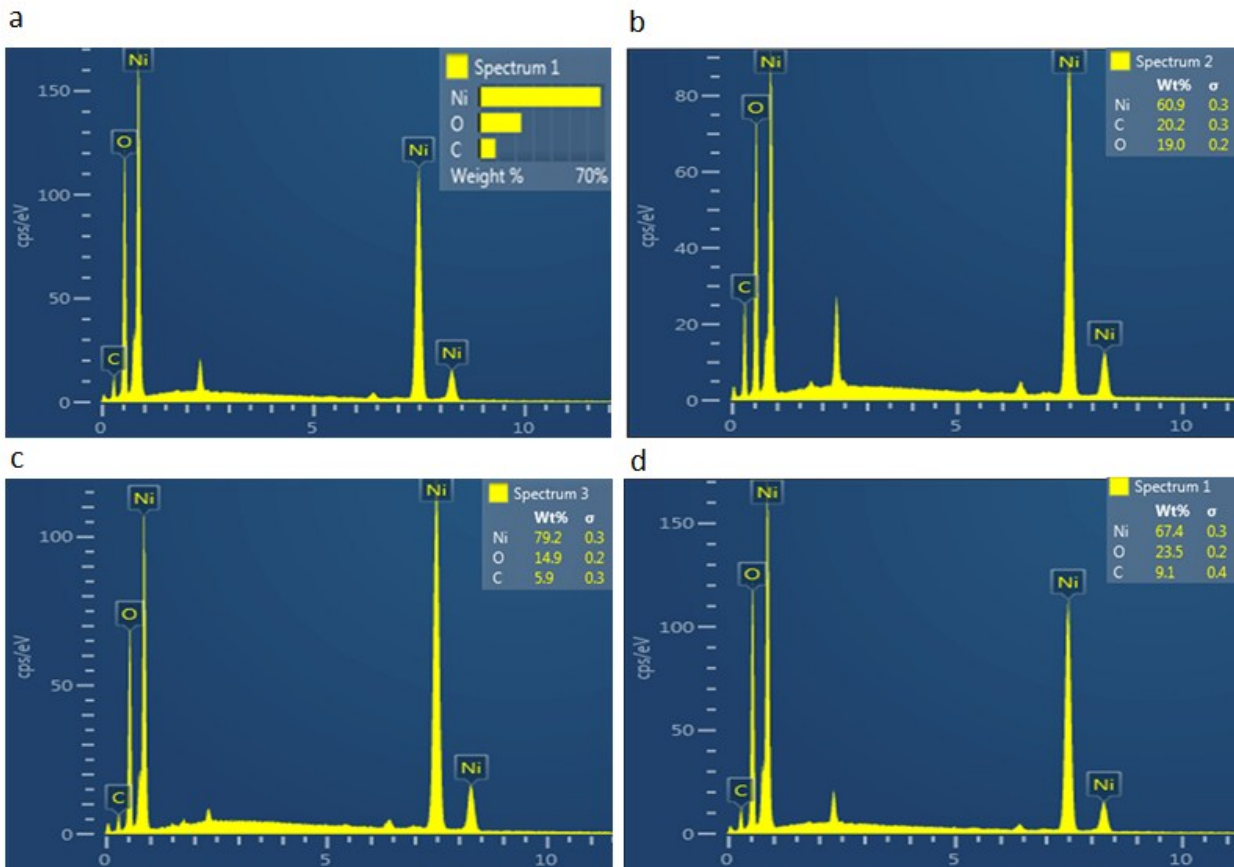 a
Ni
150
O
100
50
C
0
cps/eV
Ni
Ni
0 5 10
Spectrum 1
Ni
O
C
Weight % 70%
b
Ni
80
O
60
40
C
20
0
cps/eV
Ni
Ni
0 5 10
Spectrum 2
Wt% σ
Ni 60.9 0.3
C 20.2 0.3
O 19.0 0.2
c
Ni
100
O
50
C
0
cps/eV
Ni
Ni
0 5 10
Spectrum 3
Wt% σ
Ni 79.2 0.3
O 14.9 0.2
C 5.9 0.3
d
Ni
150
O
100
50
C
0
cps/eV
Ni
Ni
0 5 10
Spectrum 1
Wt% σ
Ni 67.4 0.3
O 23.5 0.2
C 9.1 0.4